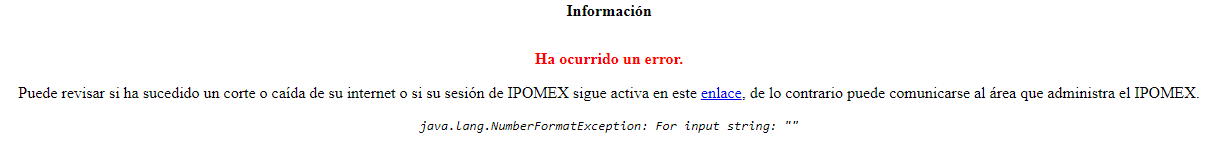 Información
Ha ocurrido un error.
Puede revisar si ha sucedido un corte o caída de su internet o si su sesión de IPOMEX sigue activa en este enlace, de lo contrario puede comunicarse al área que administra el IPOMEX.
java.lang.NumberFormatException: For input string: ""